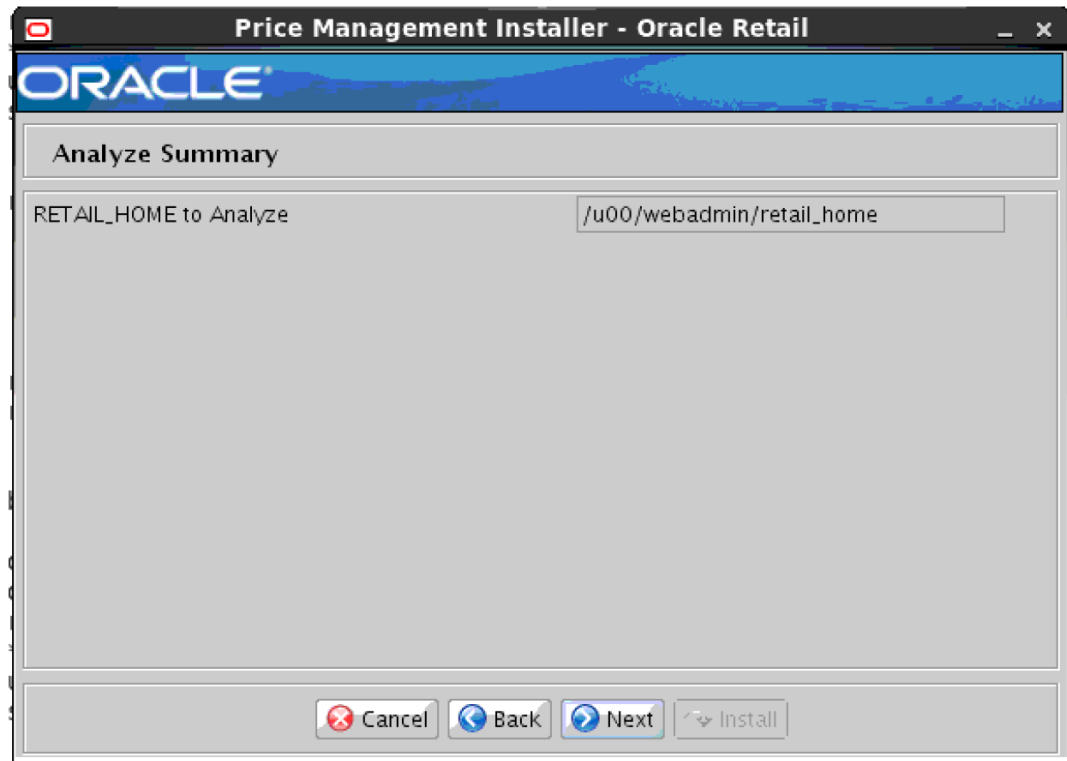 Price Management Installer - Oracle Retail
ORACLE
Analyze Summary
RETAIL_HOME to Analyze /u00/webadmin/retail_home
Cancel Back Next Install